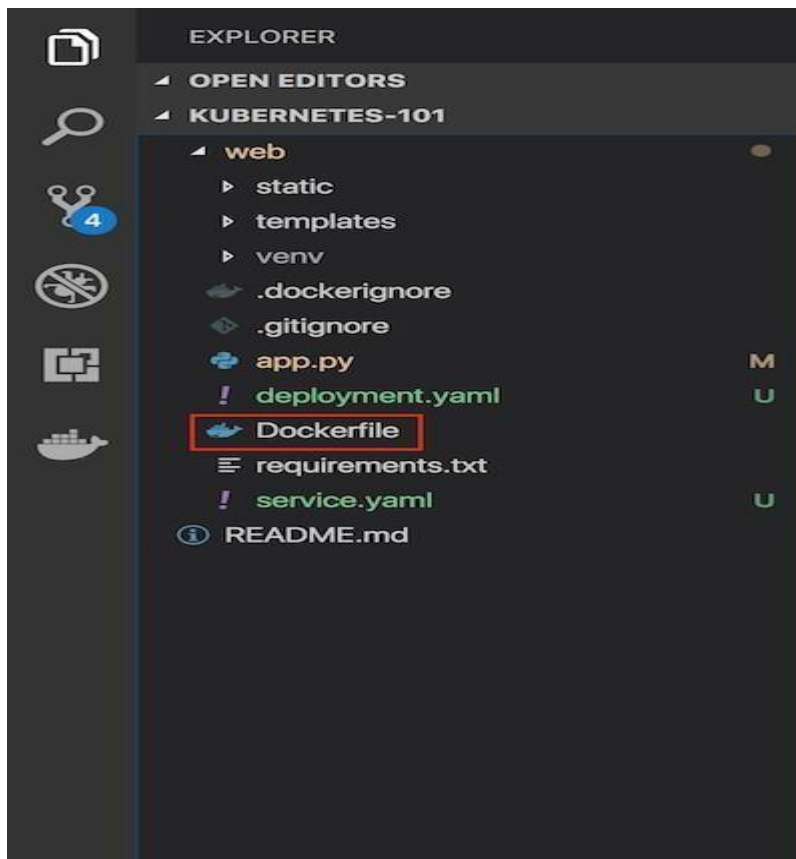 EXPLORER
OPEN EDITORS
KUBERNETES-101
web
static
templates
4
venv
.dockerignore
.gitignore
app.py M
deployment.yaml U
Dockerfile
requirements.txt
service.yaml U
README.md